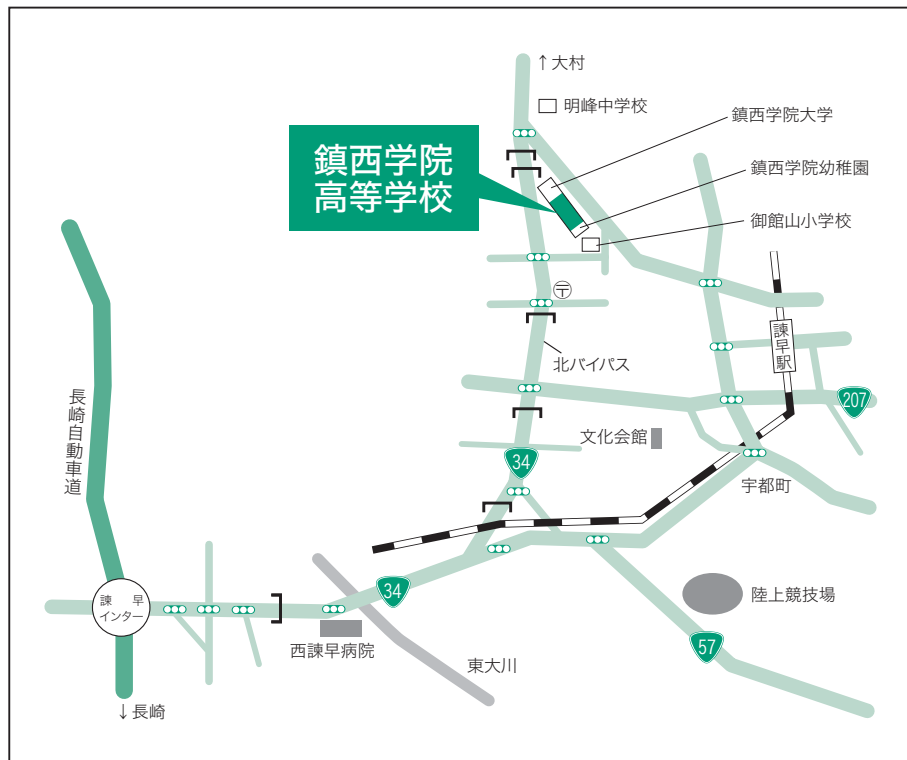 ↑大村
明峰中学校
鎮西学院大学
鎮西学院
高等学校
鎮西学院幼稚園
御館山小学校
〒
諫早駅
北バイパス
207
長崎自動車道
文化会館
34
宇都町
諫早
インター
34
陸上競技場
西諫早病院
東大川
57
↓長崎